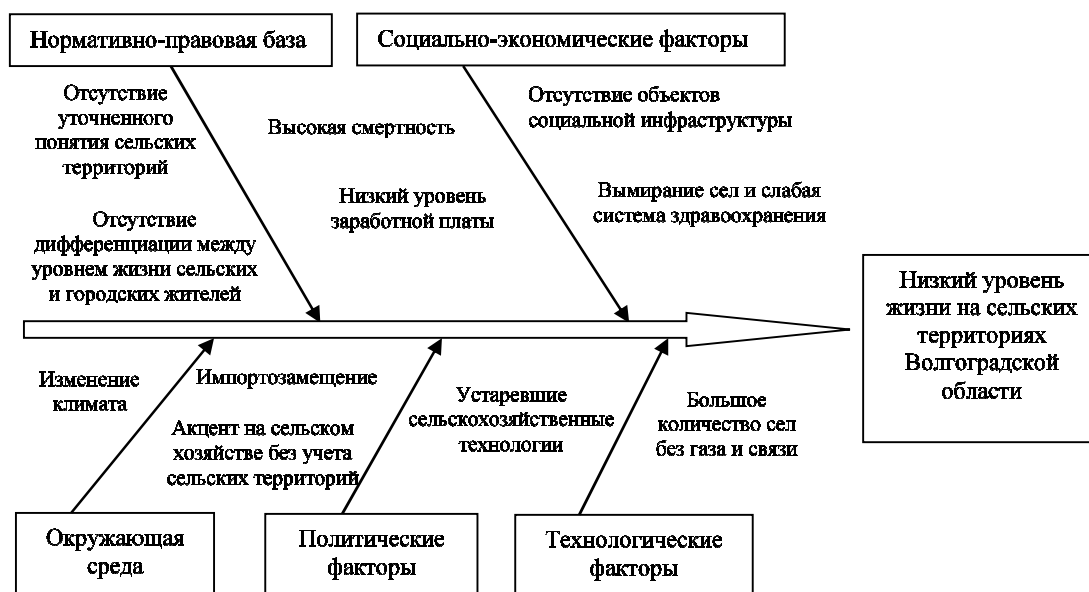 Нормативно-правовая база
Социально-экономические факторы
Отсутствие
уточненного
понятия сельских
территорий
Высокая смертность
Отсутствие объектов
социальной инфраструктуры
Низкий уровень
заработной платы
Вымирание сел и слабая
система здравоохранения
Отсутствие
дифференциации между
уровнем жизни сельских
и городских жителей
Низкий уровень
жизни на сельских
территориях
Волгоградской
области
Изменение
климата
Импортозамещение
Акцент на сельском
хозяйстве без учета
сельских территорий
Устаревшие
сельскохозяйственные
технологии
Большое
количество сел
без газа и связи
Окружающая
среда
Политические
факторы
Технологические
факторы